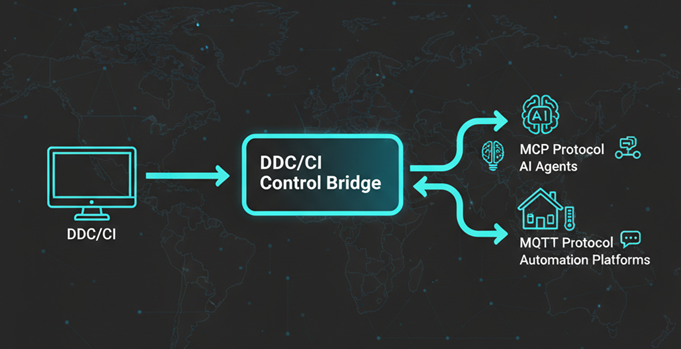 DDC/CI
DDC/CI
Control Bridge
AI
MCP Protocol
AI Agents
MQTT Protocol
Automation Platforms